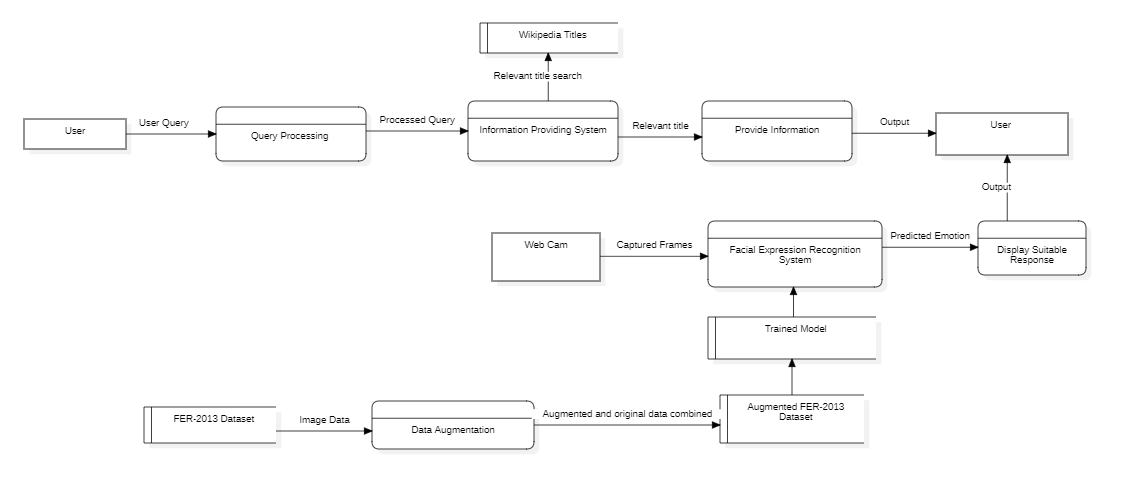 Wikipedia Titles
Relevant title search
User
User Query
Query Processing
Processed Query
Information Providing System
Relevant title
Provide Information
Output
User
Output
Web Cam
Captured Frames
Facial Expression Recognition
System
Predicted Emotion
Display Suitable
Response
Trained Model
FER-2013 Dataset
Image Data
Data Augmentation
Augmented and original data combined
Augmented FER-2013
Dataset